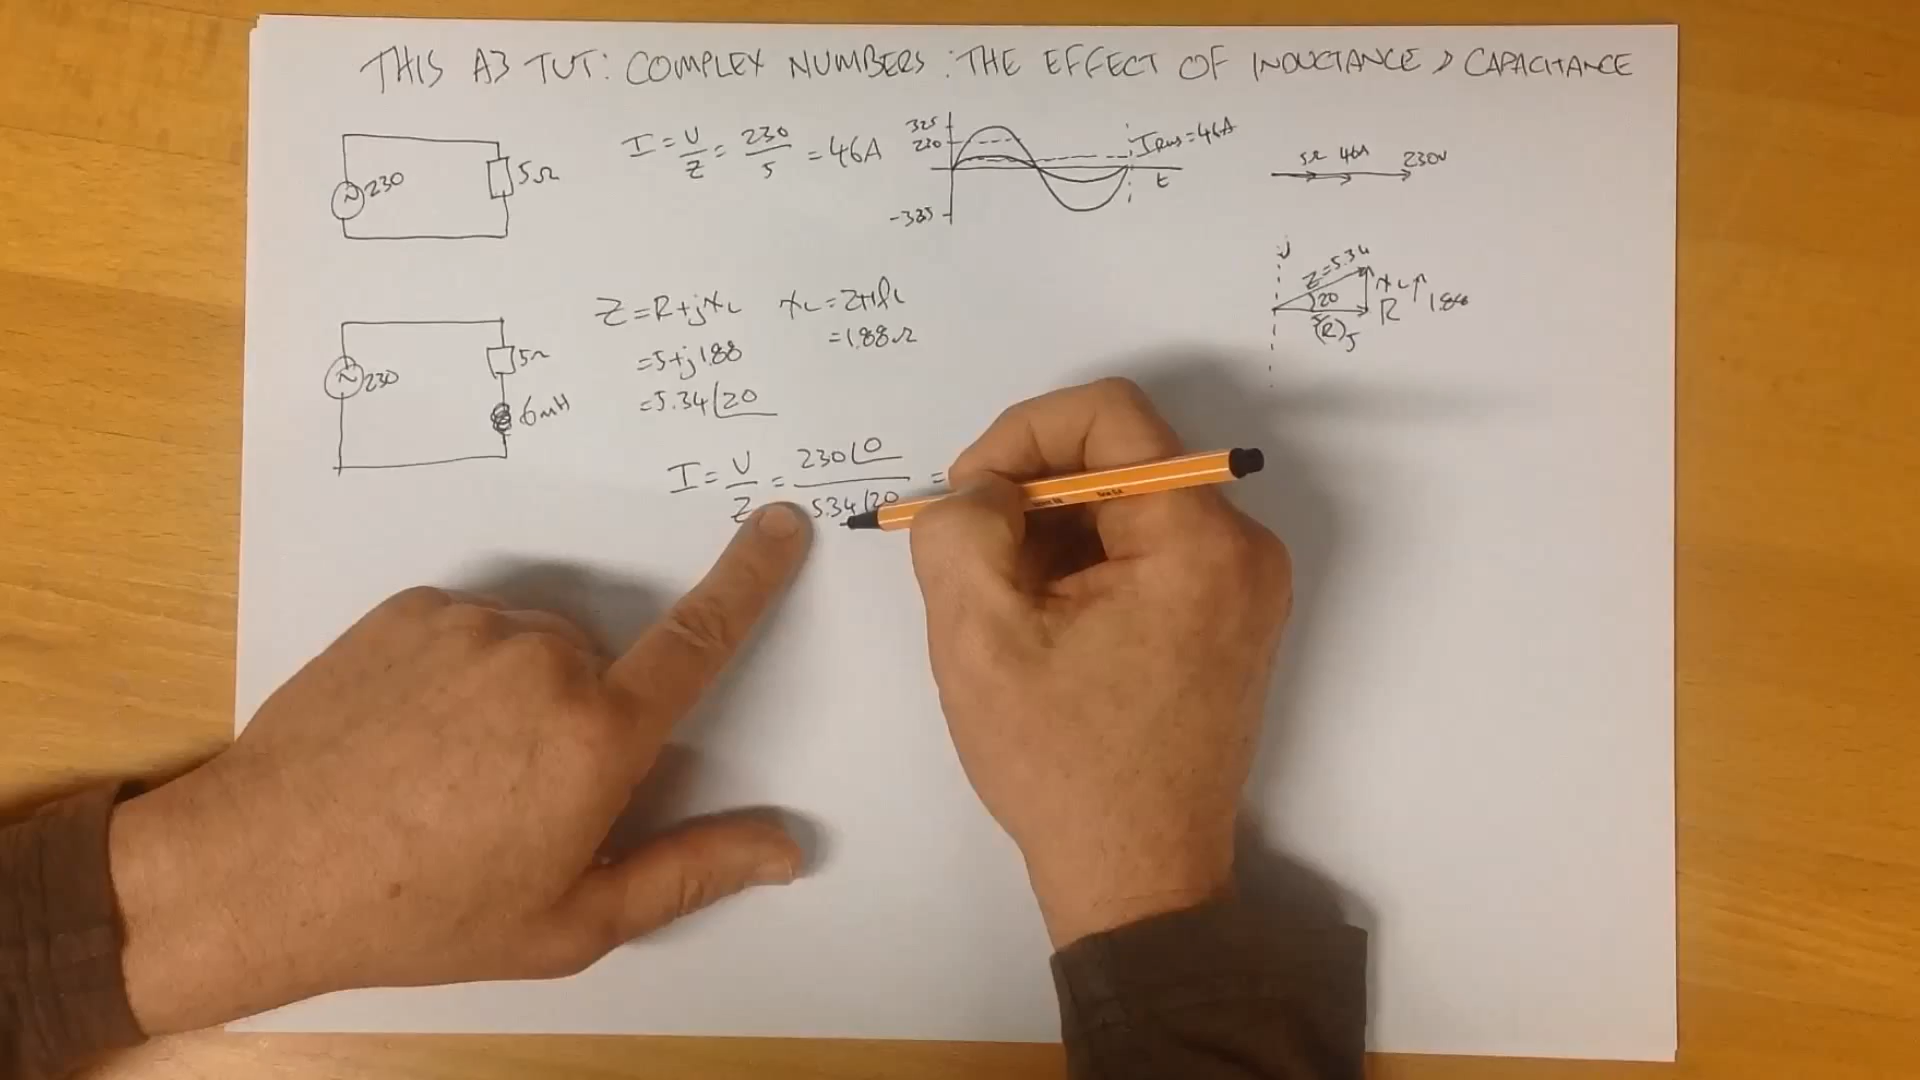 THIS A3 TUT: COMPLEX NUMBERS: THE EFFECT OF INDUCTANCE & CAPACITANCE
230
5Ω
I = V/Z = 230/5 = 46A
325
230
-325
Irms = 46A
t
5Ω 46A 230V
230
5Ω
6mH
Z = R + jXL
= 5 + j1.88
= 5.34∠20
XL = 2πfL
= 1.88Ω
I = V/Z = 230∠0 / 5.34∠20 =
J
Z = 5.34
20
XL
R
1.88
(R) 5